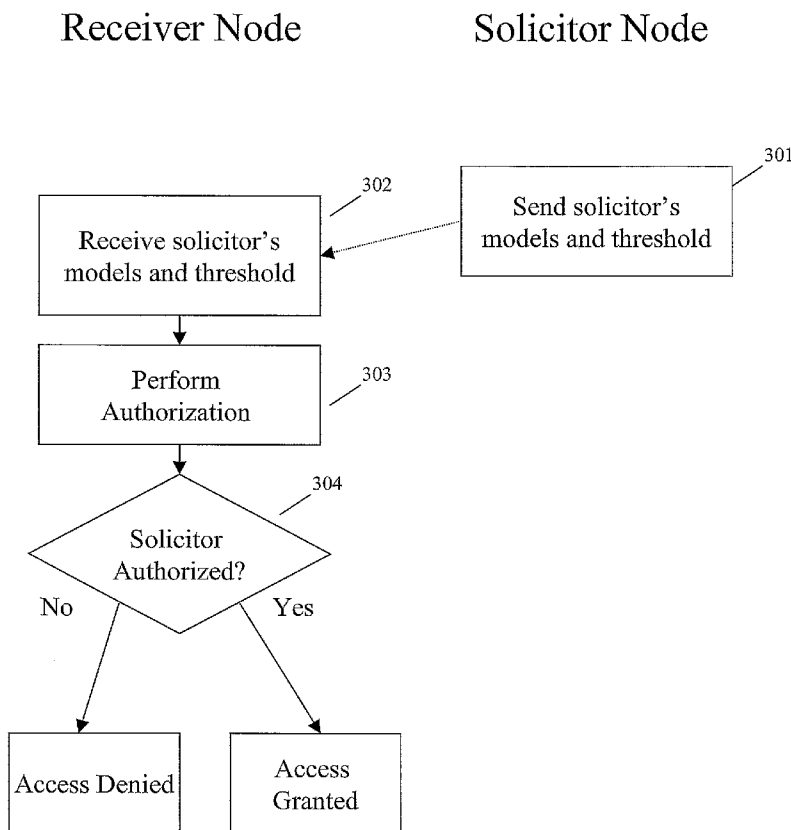 Receiver Node
Solicitor Node
301
Send solicitor's
models and threshold
302
Receive solicitor's
models and threshold
303
Perform
Authorization
304
Solicitor
Authorized?
No
Yes
Access Denied
Access
Granted